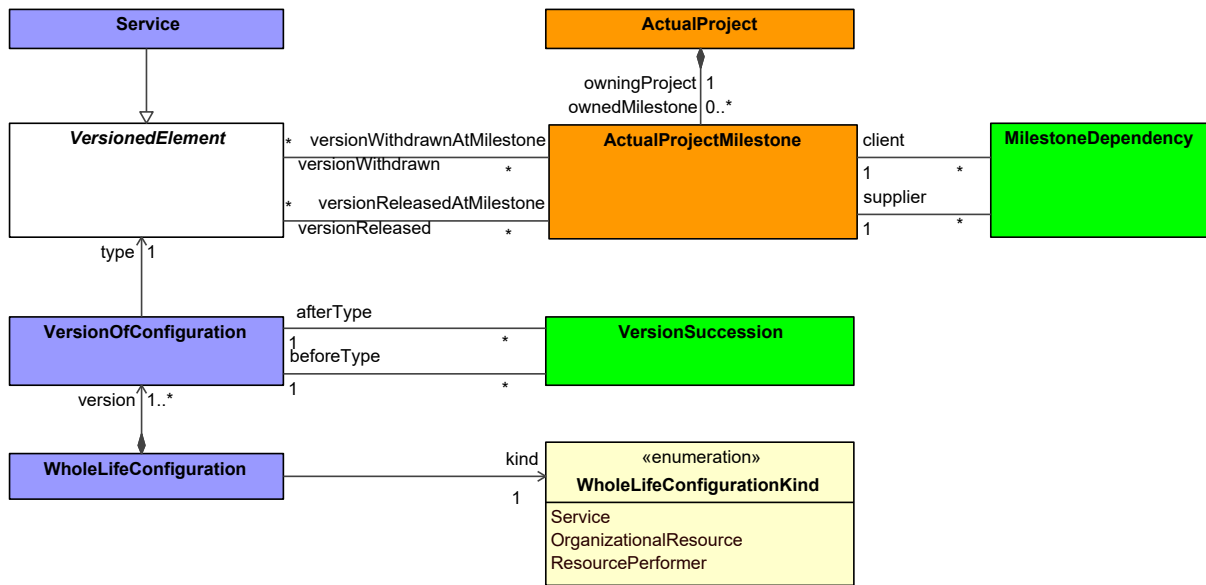 Service
ActualProject
owningProject 1
ownedMilestone 0..*
VersionedElement
* versionWithdrawnAtMilestone
versionWithdrawn *
* versionReleasedAtMilestone
versionReleased *
ActualProjectMilestone
client
1 *
supplier
1 *
MilestoneDependency
type 1
VersionOfConfiguration
afterType
1 *
beforeType
1 *
VersionSuccession
version 1..*
WholeLifeConfiguration
kind
1
«enumeration»
WholeLifeConfigurationKind
Service
OrganizationalResource
ResourcePerformer